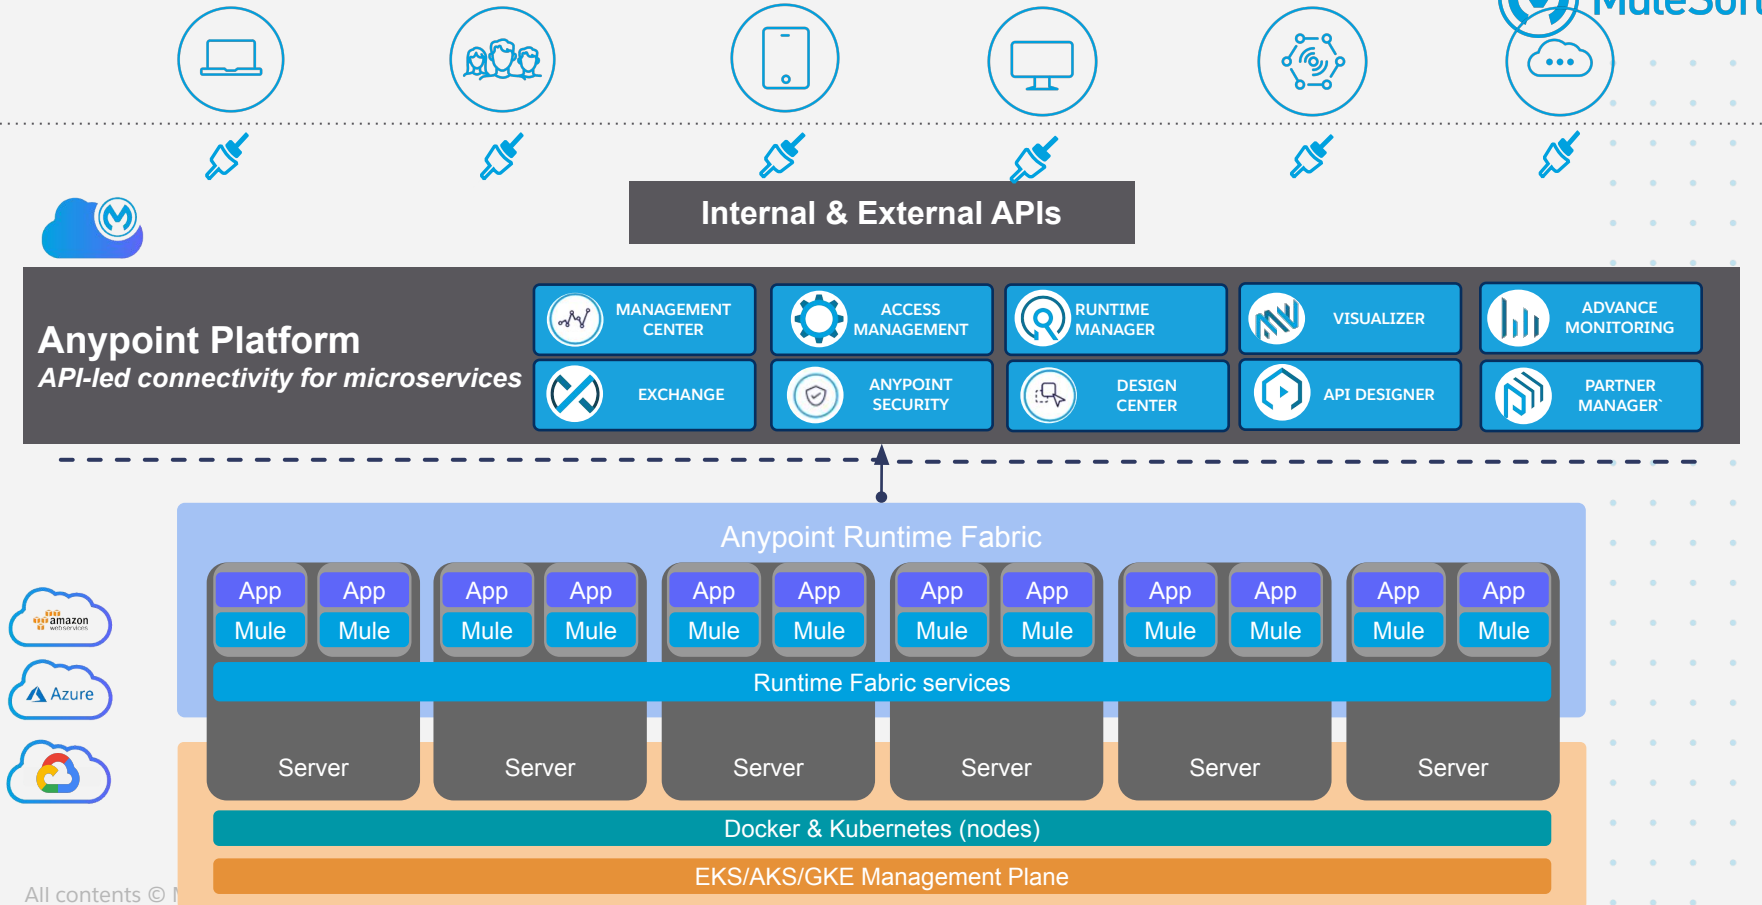 MuleSoft
Internal & External APIs
Anypoint Platform
API-led connectivity for microservices
MANAGEMENT
CENTER
ACCESS
MANAGEMENT
RUNTIME
MANAGER
VISUALIZER
ADVANCE
MONITORING
EXCHANGE
ANYPOINT
SECURITY
DESIGN
CENTER
API DESIGNER
PARTNER
MANAGER`
Anypoint Runtime Fabric
App App App App App App App App App App App App
Mule Mule Mule Mule Mule Mule Mule Mule Mule Mule Mule Mule
amazon
webservices
Azure
Runtime Fabric services
Server Server Server Server Server Server
Docker & Kubernetes (nodes)
EKS/AKS/GKE Management Plane
All contents ©